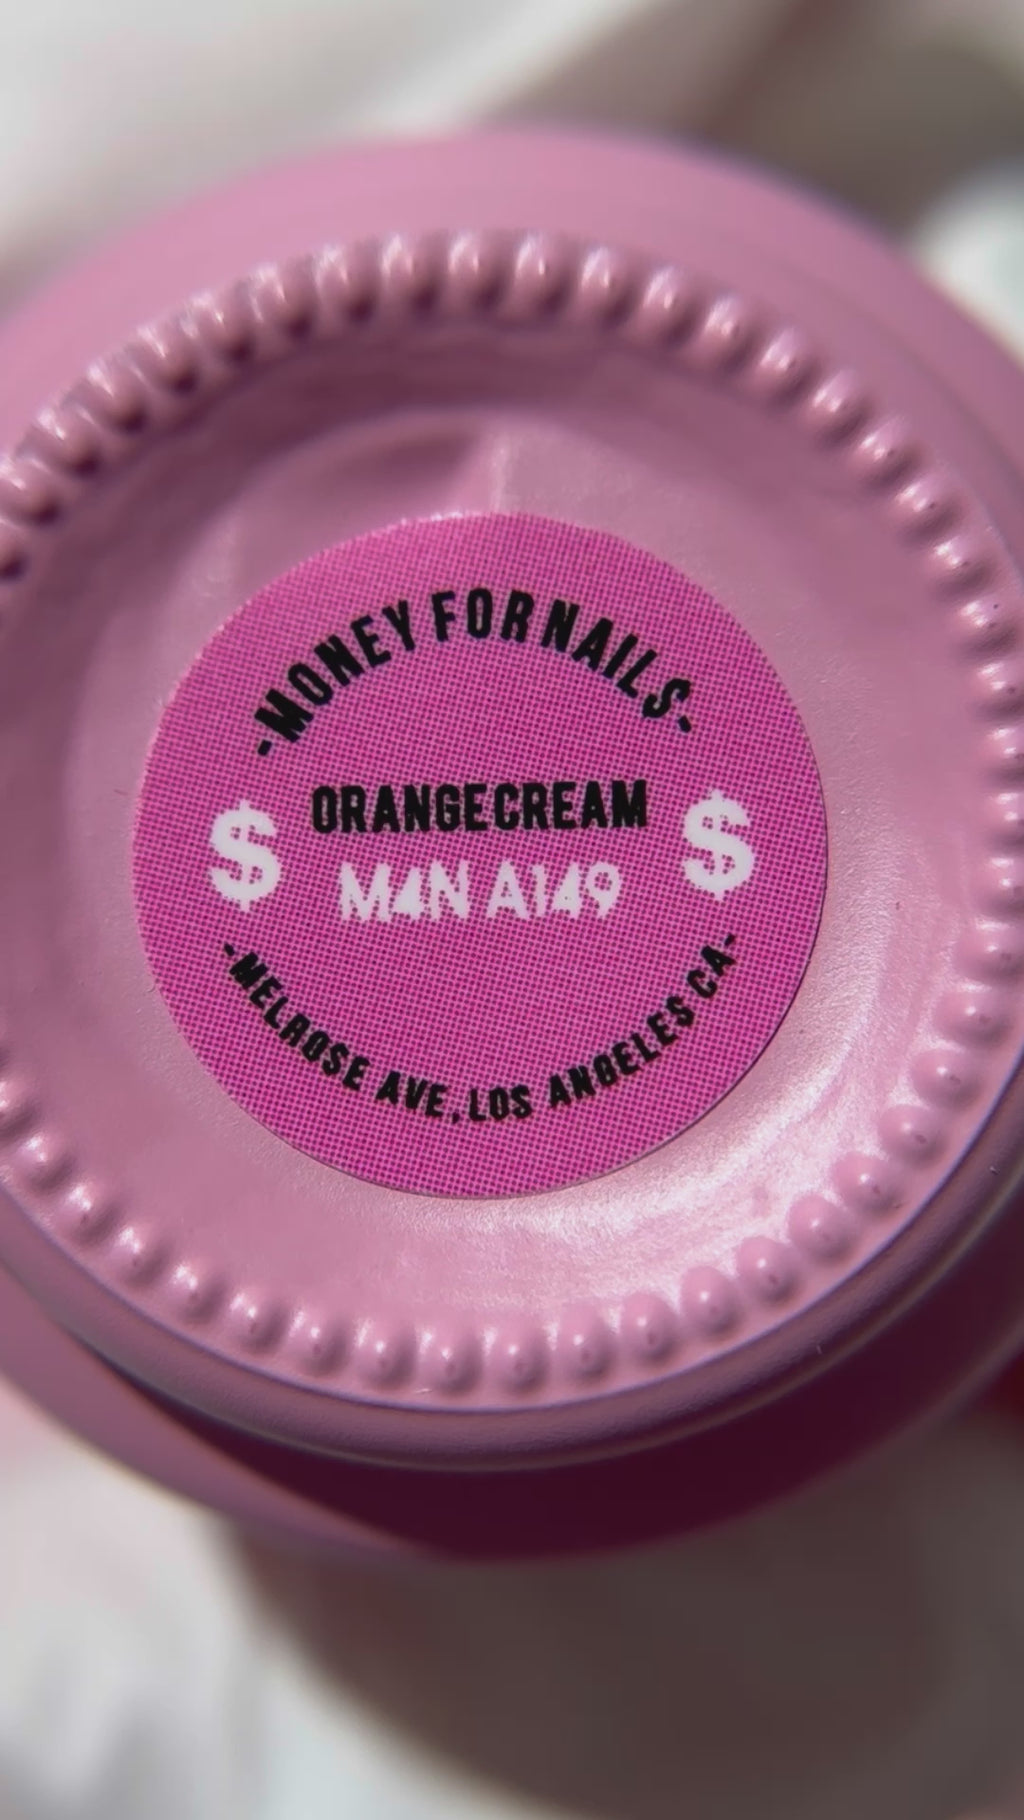 -MONEY FOR NAILS-
ORANGE CREAM
$ M4N A149 $
-MELROSE AVE, LOS ANGELES CA-